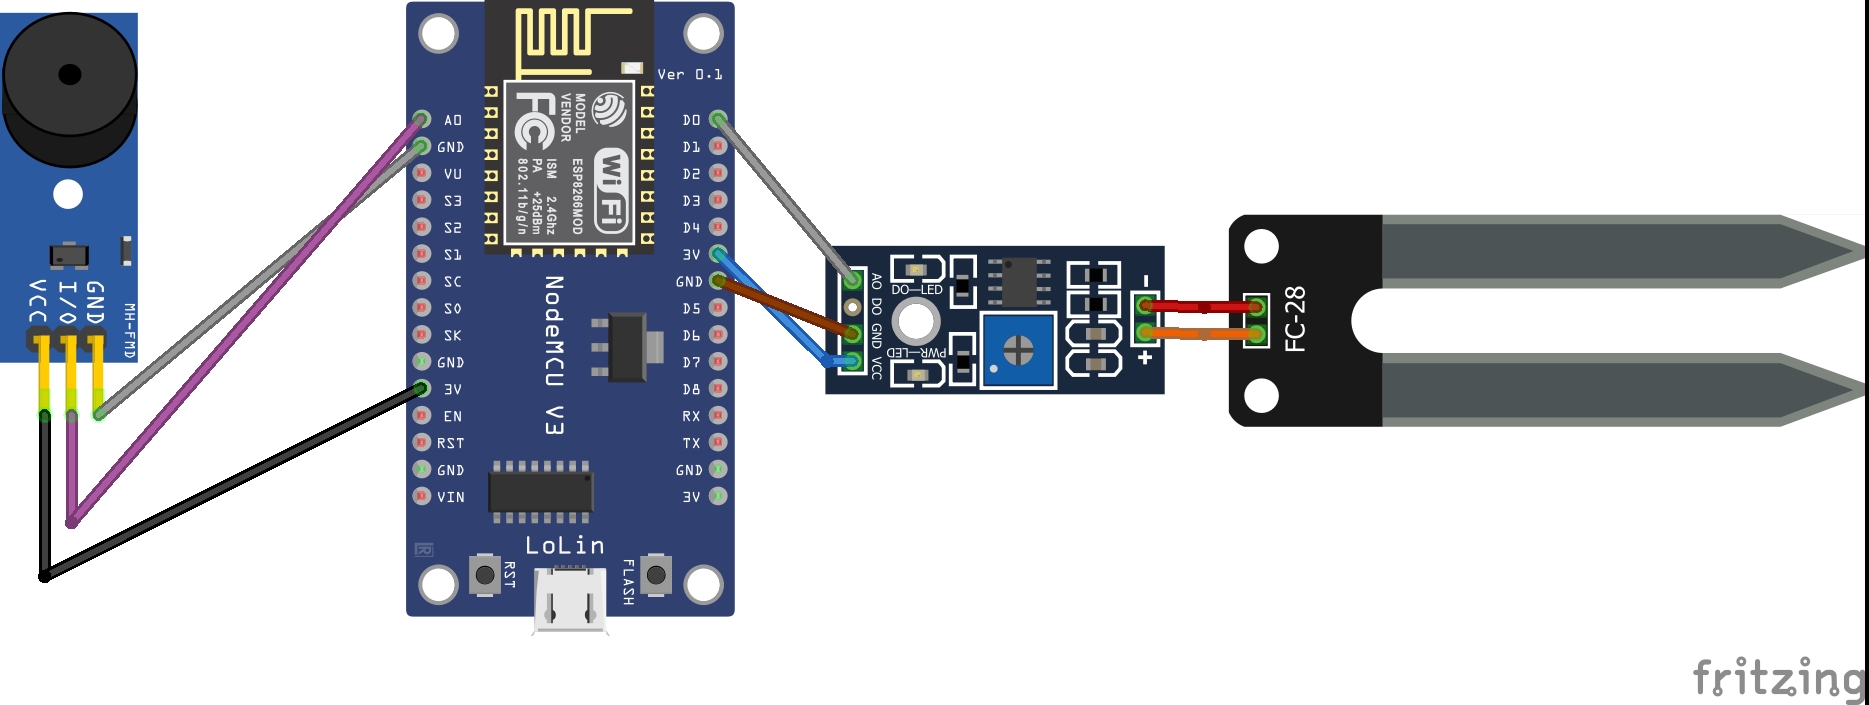 VCC
I/O
GND
MH-FMD
Ver 0.1
MODEL
VENDOR
FC
ISM 2.4GHz
PA +25dBm
802.11b/g/n
ESP8266MOD
WiFi
A0
GND
VU
S3
S2
S1
SC
S0
SK
GND
3V
EN
RST
GND
VIN
D0
D1
D2
D3
D4
3V
GND
D5
D6
D7
D8
RX
TX
GND
3V
NodeMCU V3
LoLin
RST
FLASH
AO
DO
GND
VCC
DO-LED
PWR-LED
-
+
FC-28
fritzing